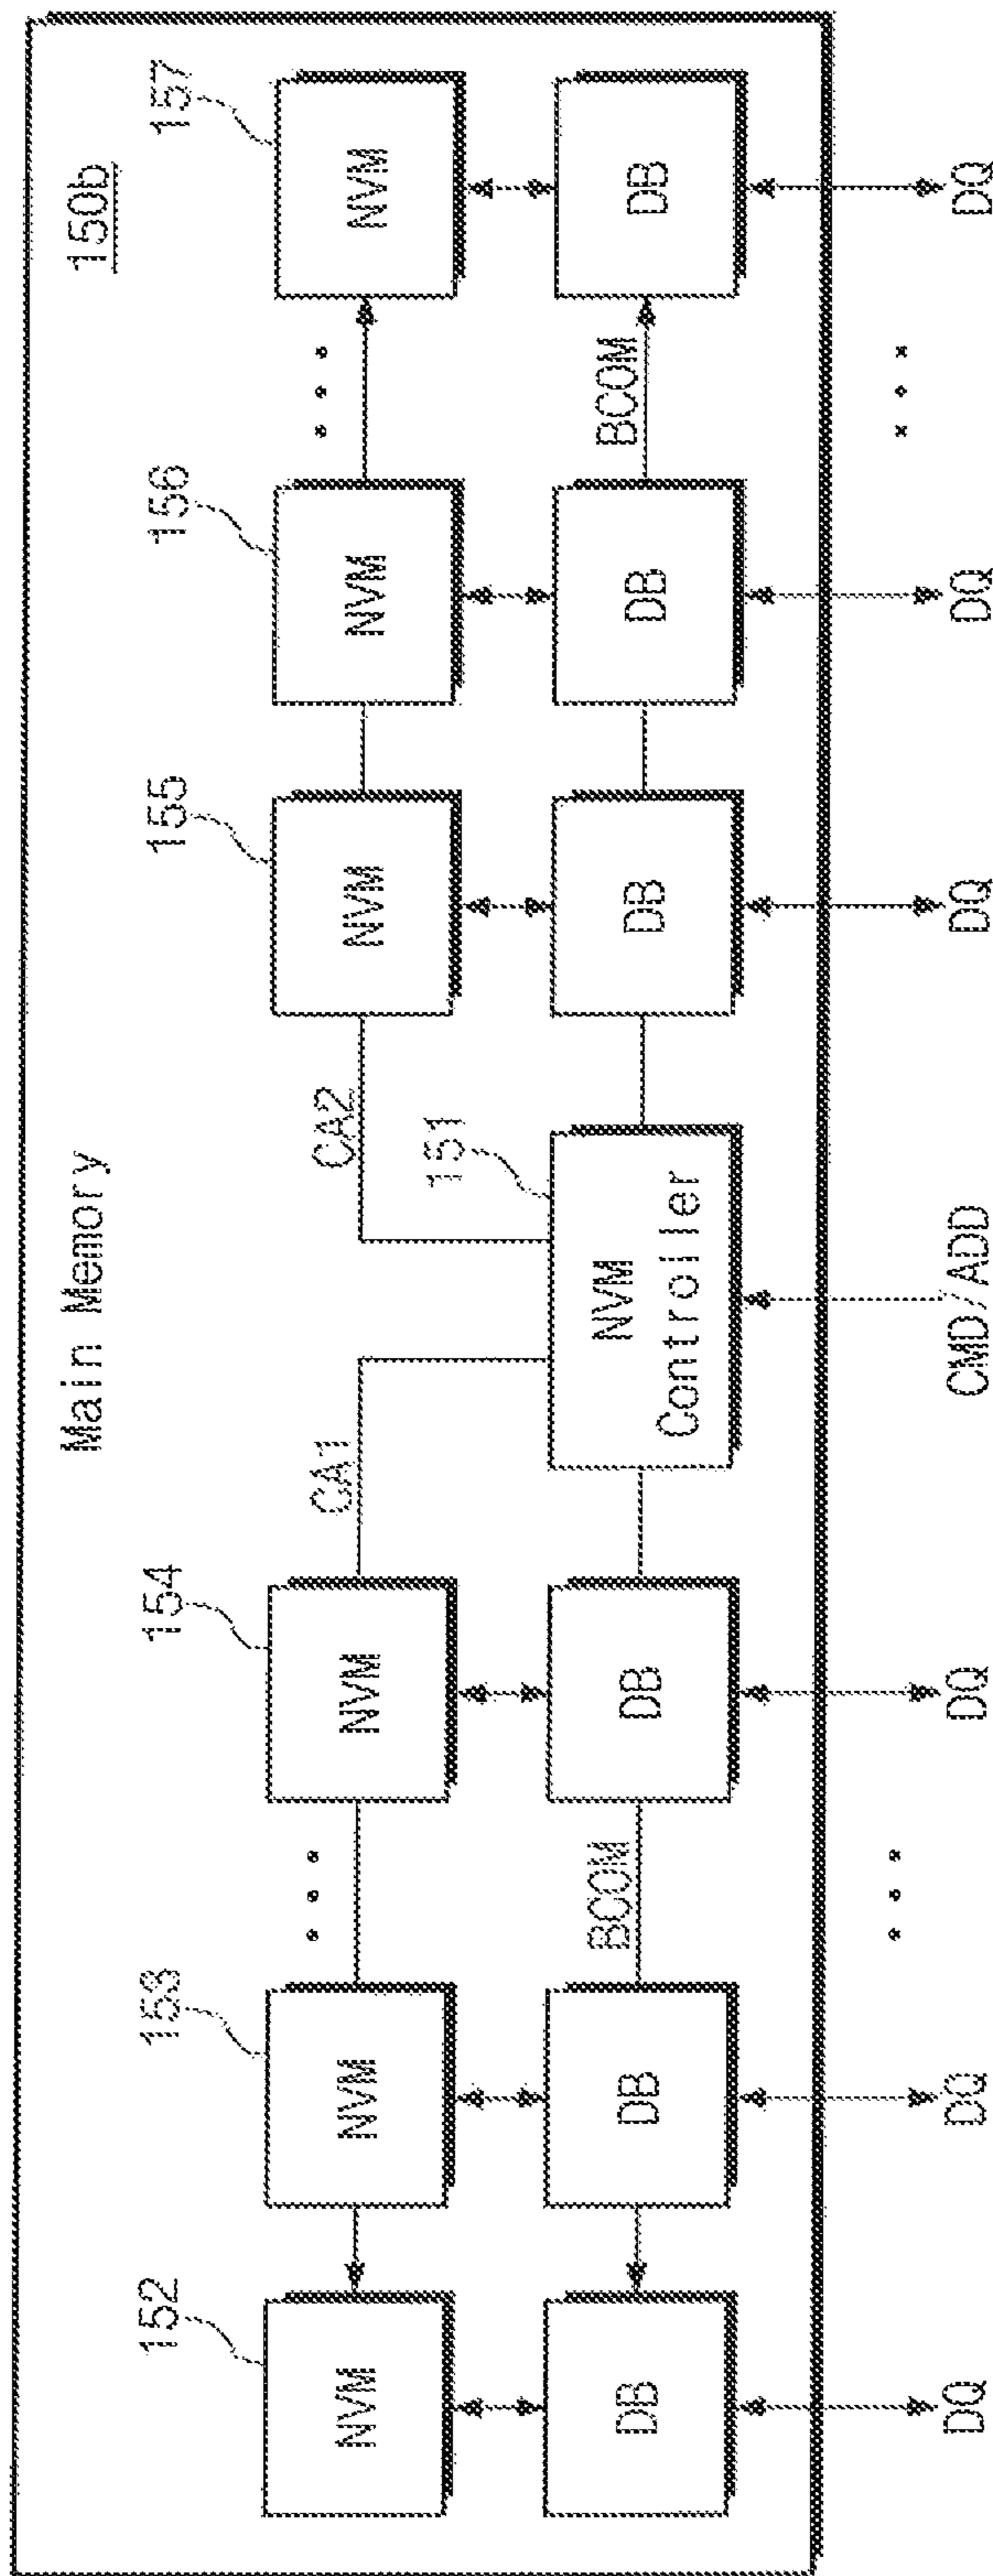 Main Memory
150b
152
153
154
155
156
157
NVM
NVM
NVM
CA1
CA2
NVM
NVM
NVM
151
DB
DB
BCOM
DB
NVM
Controller
DB
DB
BCOM
DB
DQ
DQ
DQ
CMD/ADD
DQ
DQ
DQ